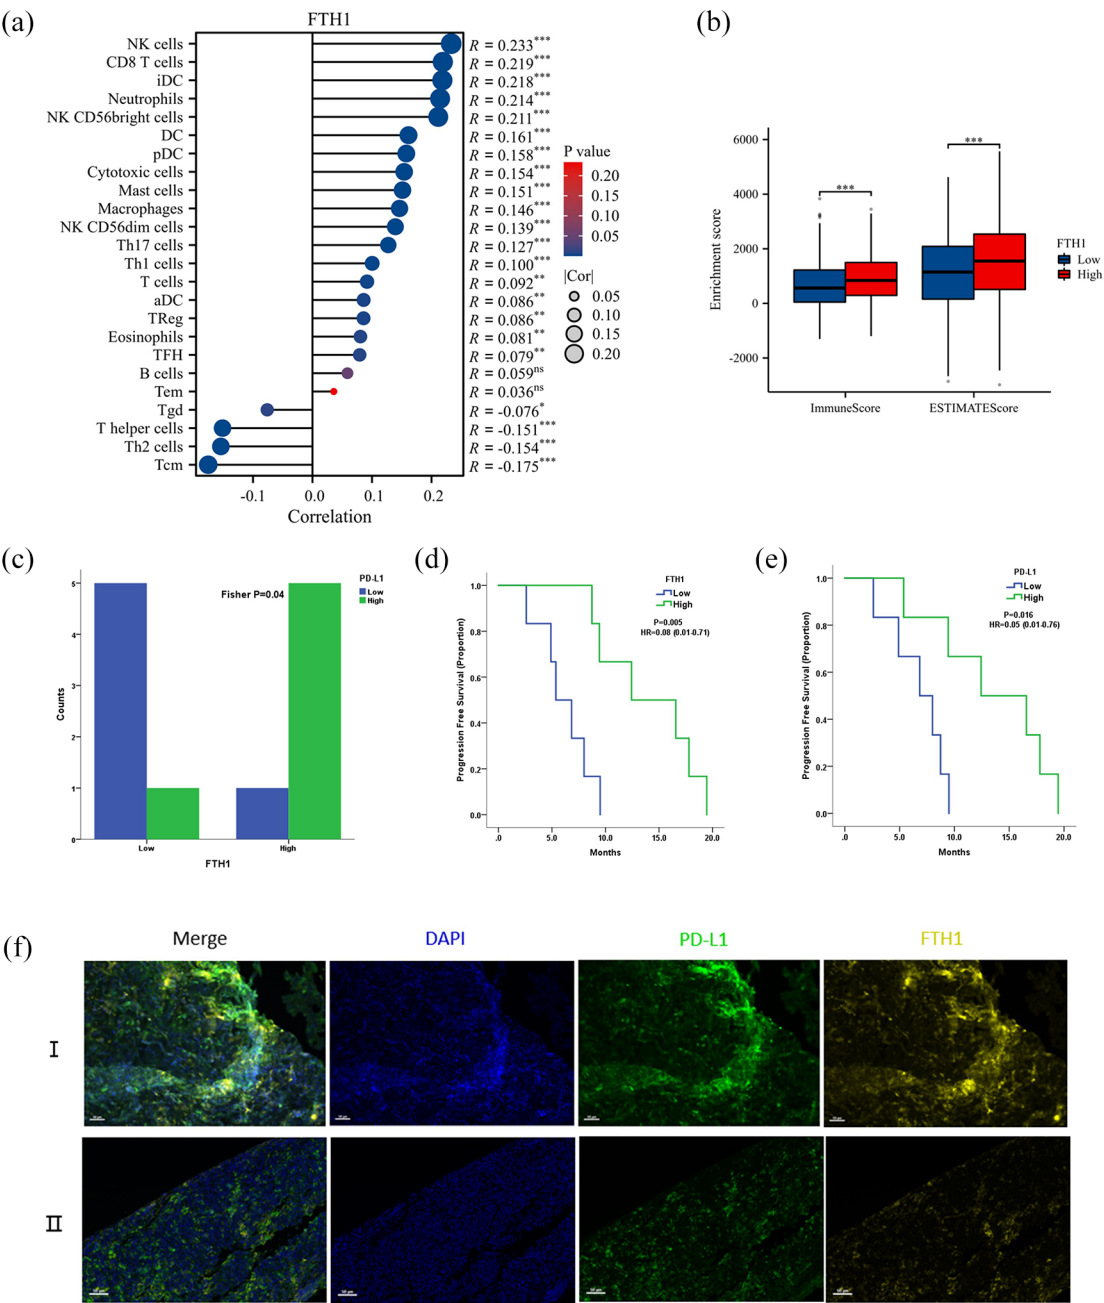 (a)
FTH1
NK cells R = 0.233***
CD8 T cells R = 0.219***
iDC R = 0.218***
Neutrophils R = 0.214***
NK CD56bright cells R = 0.211***
DC R = 0.161***
pDC R = 0.158***
Cytotoxic cells R = 0.154***
Mast cells R = 0.151***
Macrophages R = 0.146***
NK CD56dim cells R = 0.139***
Th17 cells R = 0.127***
Th1 cells R = 0.100***
T cells R = 0.092**
aDC R = 0.086**
TReg R = 0.086**
Eosinophils R = 0.081**
TFH R = 0.079**
B cells R = 0.059ns
Tem R = 0.036ns
Tgd R = -0.076*
T helper cells R = -0.151***
Th2 cells R = -0.154***
Tcm R = -0.175***
-0.1 0.0 0.1 0.2
Correlation
P value
0.20
0.15
0.10
0.05
|Cor|
0.05
0.10
0.15
0.20
(b)
6000
4000
2000
0
-2000
Enrichment score
***
***
ImmuneScore ESTIMATEScore
FTH1
Low
High
(c)
5
4
3
2
1
0
Counts
Fisher P=0.04
PD-L1
Low
High
Low High
FTH1
(d)
1.0
0.8
0.6
0.4
0.2
0.0
Progression Free Survival (Proportion)
FTH1
Low
High
P=0.005
HR=0.08 (0.01-0.71)
.0 5.0 10.0 15.0 20.0
Months
(e)
1.0
0.8
0.6
0.4
0.2
0.0
Progression Free Survival (Proportion)
PD-L1
Low
High
P=0.016
HR=0.05 (0.01-0.76)
.0 5.0 10.0 15.0 20.0
Months
(f)
Merge DAPI PD-L1 FTH1
I
II